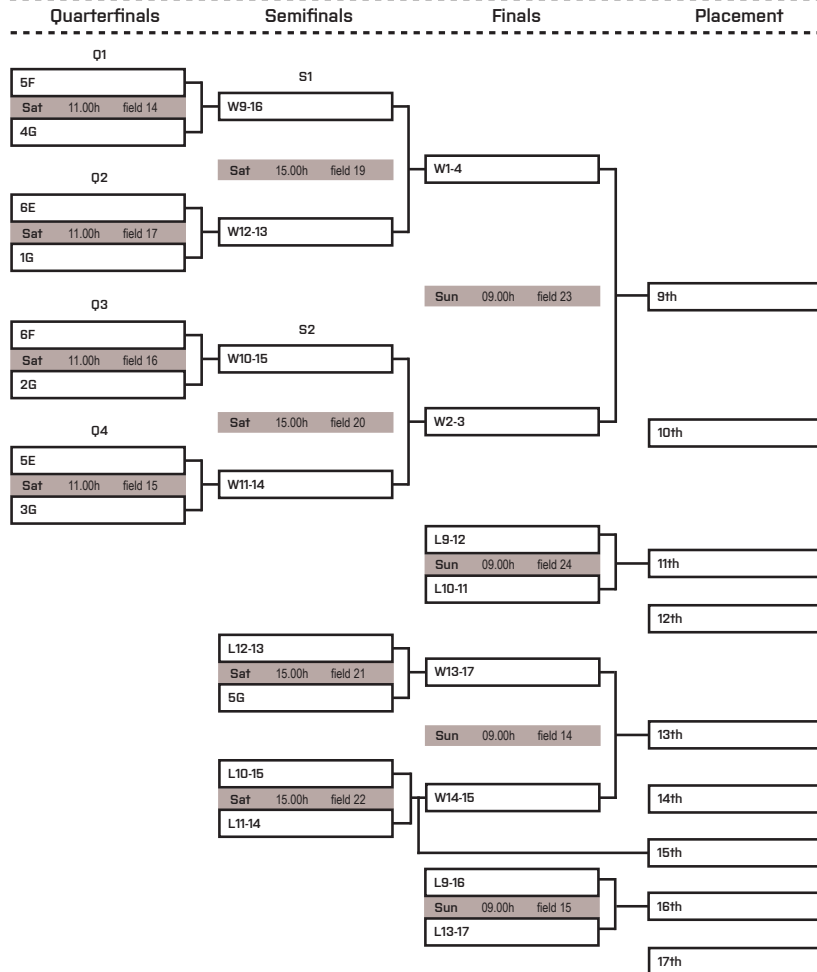 Quarterfinals Semifinals Finals Placement
Q1
5F
Sat 11.00h field 14
4G
S1
W9-16
Sat 15.00h field 19
W1-4
Q2
6E
Sat 11.00h field 17
1G
W12-13
Sun 09.00h field 23
9th
Q3
6F
Sat 11.00h field 16
2G
S2
W10-15
Sat 15.00h field 20
W2-3
10th
Q4
5E
Sat 11.00h field 15
3G
W11-14
L9-12
Sun 09.00h field 24
L10-11
11th
12th
L12-13
Sat 15.00h field 21
5G
W13-17
Sun 09.00h field 14
13th
L10-15
Sat 15.00h field 22
L11-14
W14-15
14th
15th
L9-16
Sun 09.00h field 15
L13-17
16th
17th